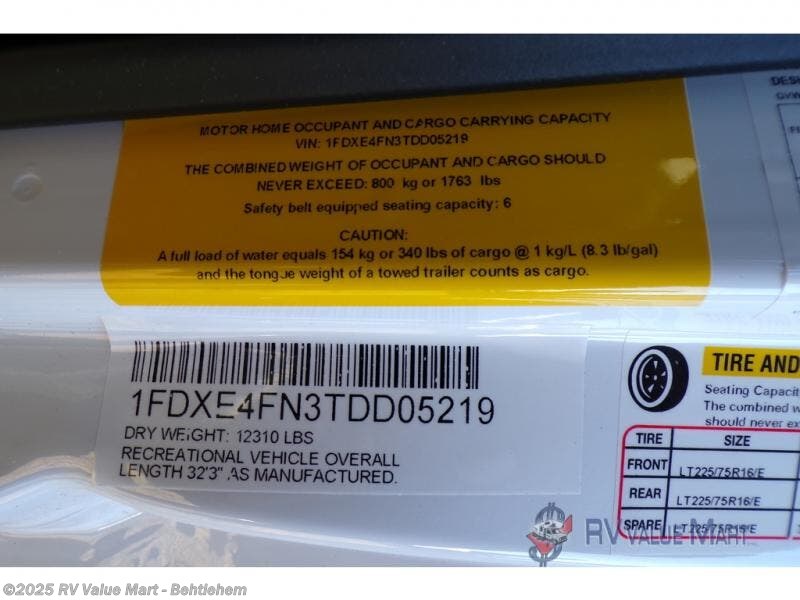 MOTOR HOME OCCUPANT AND CARGO CARRYING CAPACITY
VIN: 1FDXE4FN3TDD05219
THE COMBINED WEIGHT OF OCCUPANT AND CARGO SHOULD
NEVER EXCEED: 800 kg or 1763 lbs
Safety belt equipped seating capacity: 6
CAUTION:
A full load of water equals 154 kg or 340 lbs of cargo @ 1 kg/L (8.3 lb/gal)
and the tongue weight of a towed trailer counts as cargo.
1FDXE4FN3TDD05219
DRY WEIGHT: 12310 LBS
RECREATIONAL VEHICLE OVERALL
LENGTH 32'3" AS MANUFACTURED.
TIRE AND
Seating Capacit
The combined w
should never ex
TIRE SIZE
FRONT LT225/75R16/E
REAR LT225/75R16/E
SPARE LT225/75R16/E
RV VALUE MART
©2025 RV Value Mart - Behtlehem